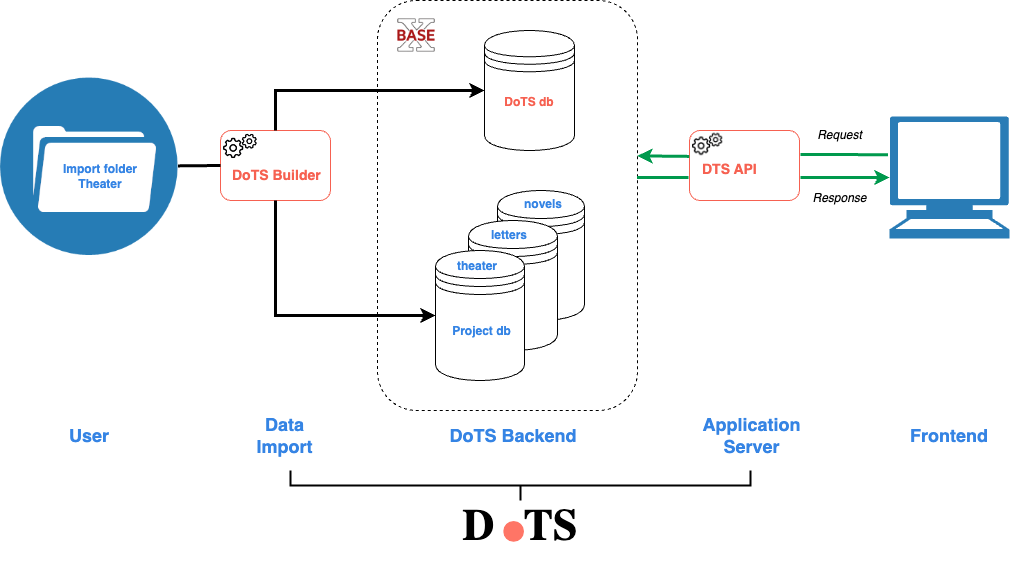 X
BASE
DoTS db
Import folder
Theater
DoTS Builder
DTS API
Request
Response
novels
letters
theater
Project db
User
Data
Import
DoTS Backend
Application
Server
Frontend
D●TS